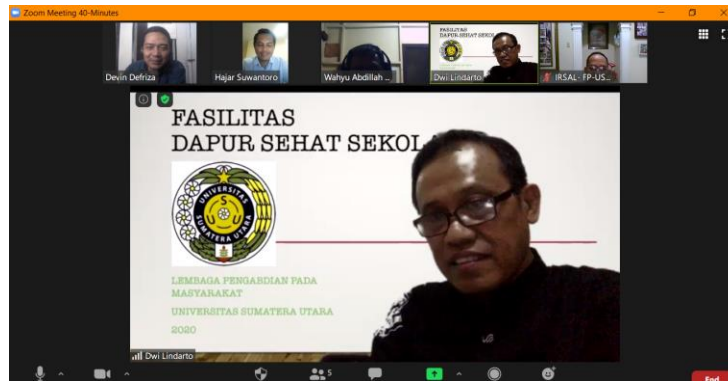 Zoom Meeting 40-Minutes
Devin Defriza
Hajar Suwantoro
Wahyu Abdillah ...
Dwi Lindarto
IRSAL- FP-US...
FASILITAS
DAPUR SEHAT SEKOL
UNIVERSITAS
SUMATERA UTARA
LEMBAGA PENGABDIAN PADA
MASYARAKAT
UNIVERSITAS SUMATERA UTARA
2020
Dwi Lindarto
5
End